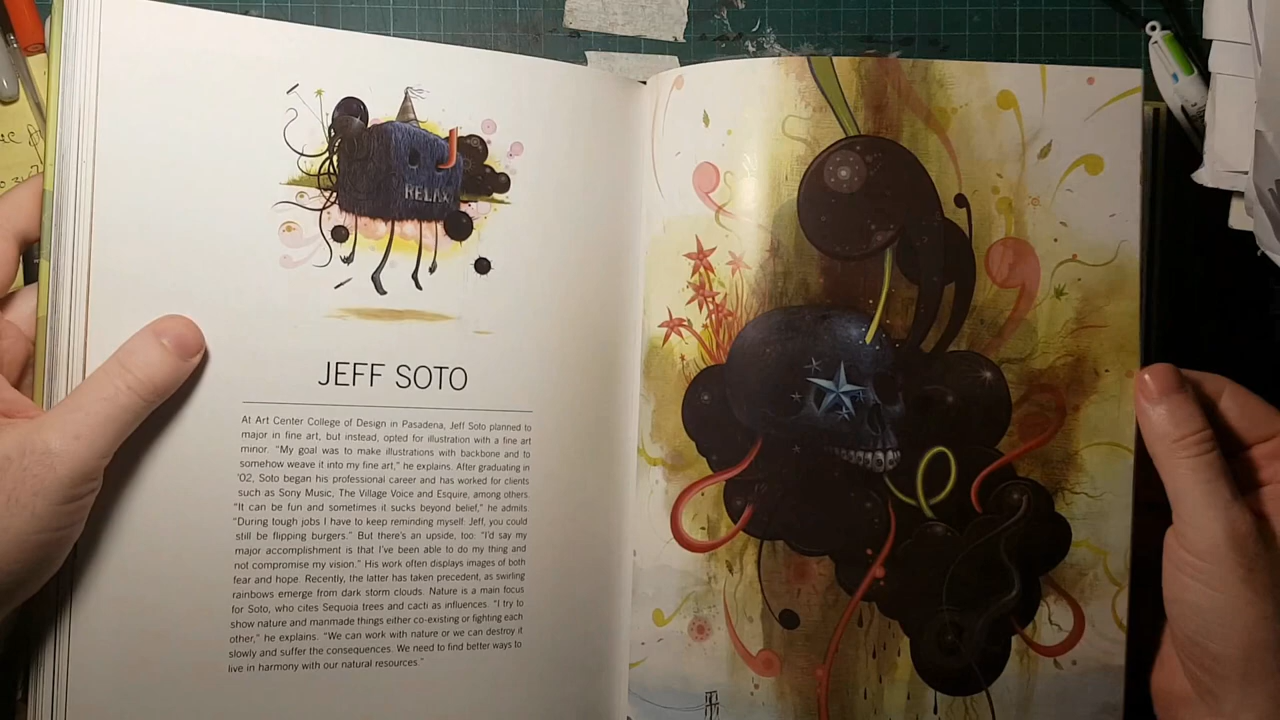 RELAX
JEFF SOTO
At Art Center College of Design in Pasadena, Jeff Soto planned to
major in fine art, but instead, opted for illustration with a fine art
minor. “My goal was to make illustrations with backbone and to
somehow weave it into my fine art,” he explains. After graduating in
’02, Soto began his professional career and has worked for clients
such as Sony Music, The Village Voice and Esquire, among others.
“It can be fun and sometimes it sucks beyond belief,” he admits.
“During tough jobs I have to keep reminding myself: Jeff, you could
still be flipping burgers.” But there’s an upside, too: “I’d say my
major accomplishment is that I’ve been able to do my thing and
not compromise my vision.” His work often displays images of both
fear and hope. Recently, the latter has taken precedent, as swirling
rainbows emerge from dark storm clouds. Nature is a main focus
for Soto, who cites Sequoia trees and cacti as influences. “I try to
show nature and manmade things either co-existing or fighting each
other,” he explains. “We can work with nature or we can destroy it
slowly and suffer the consequences. We need to find better ways to
live in harmony with our natural resources.”